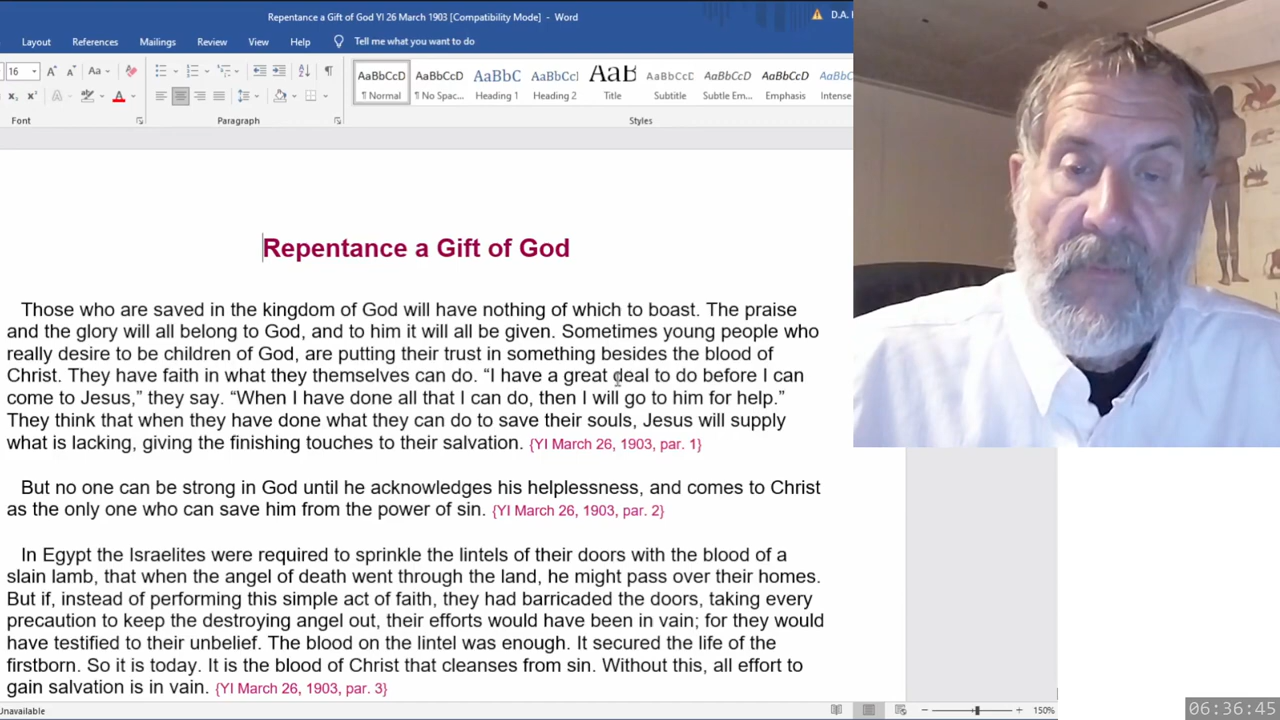 Repentance a Gift of God YI 26 March 1903 [Compatibility Mode] - Word
D.A.
Layout References Mailings Review View Help Tell me what you want to do
16 Aa
AaBbCcD AaBbCcD AaBbC AaBbCcI AaB AaBbCcD AaBbCcD AaBbCcD AaBbC
¶ Normal ¶ No Spac... Heading 1 Heading 2 Title Subtitle Subtle Em... Emphasis Intense
Font Paragraph Styles
Repentance a Gift of God
Those who are saved in the kingdom of God will have nothing of which to boast. The praise
and the glory will all belong to God, and to him it will all be given. Sometimes young people who
really desire to be children of God, are putting their trust in something besides the blood of
Christ. They have faith in what they themselves can do. “I have a great deal to do before I can
come to Jesus,” they say. “When I have done all that I can do, then I will go to him for help.”
They think that when they have done what they can do to save their souls, Jesus will supply
what is lacking, giving the finishing touches to their salvation. {YI March 26, 1903, par. 1}
But no one can be strong in God until he acknowledges his helplessness, and comes to Christ
as the only one who can save him from the power of sin. {YI March 26, 1903, par. 2}
In Egypt the Israelites were required to sprinkle the lintels of their doors with the blood of a
slain lamb, that when the angel of death went through the land, he might pass over their homes.
But if, instead of performing this simple act of faith, they had barricaded the doors, taking every
precaution to keep the destroying angel out, their efforts would have been in vain; for they would
have testified to their unbelief. The blood on the lintel was enough. It secured the life of the
firstborn. So it is today. It is the blood of Christ that cleanses from sin. Without this, all effort to
gain salvation is in vain. {YI March 26, 1903, par. 3}
Unavailable
150%
06:36:45